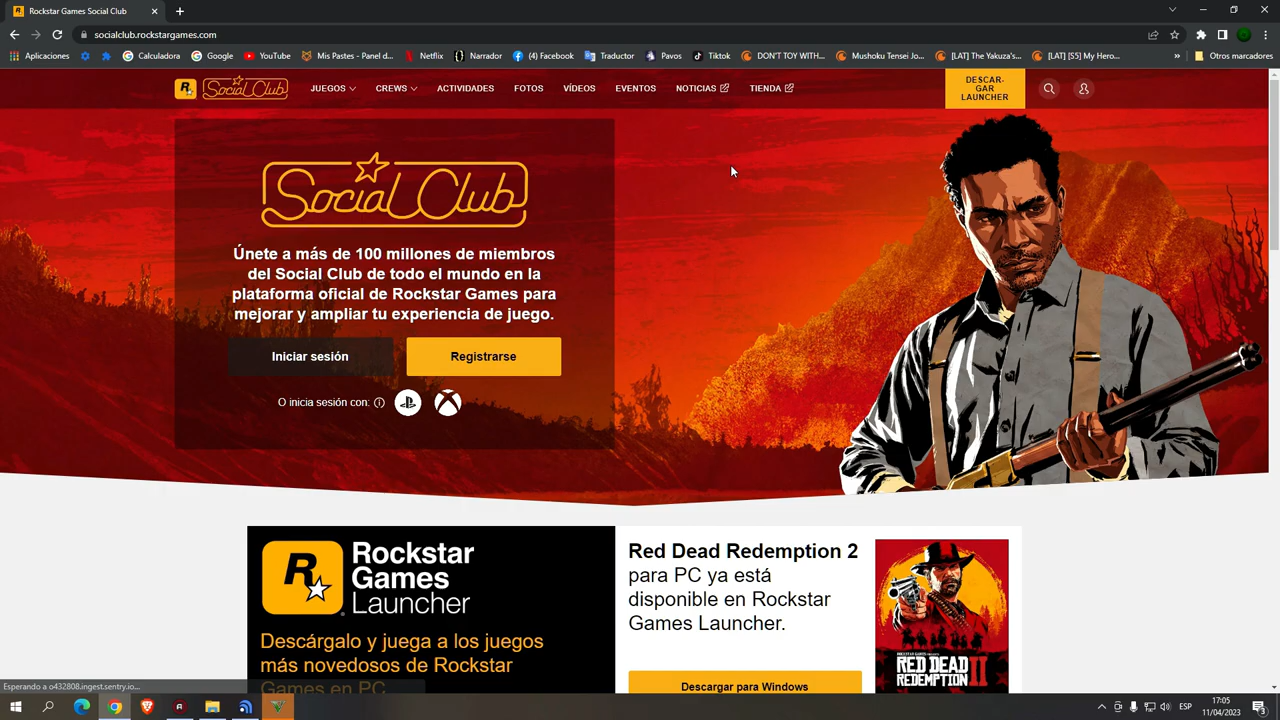 Rockstar Games Social Club
socialclub.rockstargames.com
Aplicaciones
Calculadora
Google
YouTube
Mis Pastes - Panel d...
Netflix
Narrador
(4) Facebook
Traductor
Pavos
Tiktok
DON'T TOY WITH...
Mushoku Tensei Jo...
[LAT] The Yakuza's...
[LAT] [S5] My Hero...
»
Otros marcadores
R
Social Club
JUEGOS
CREWS
ACTIVIDADES
FOTOS
VÍDEOS
EVENTOS
NOTICIAS
TIENDA
DESCAR-
GAR
LAUNCHER
Social Club
Únete a más de 100 millones de miembros
del Social Club de todo el mundo en la
plataforma oficial de Rockstar Games para
mejorar y ampliar tu experiencia de juego.
Iniciar sesión
Registrarse
O inicia sesión con:
R
Rockstar
Games
Launcher
Descárgalo y juega a los juegos
más novedosos de Rockstar
Games en PC
Red Dead Redemption 2
para PC ya está
disponible en Rockstar
Games Launcher.
Descargar para Windows
RED DEAD
REDEMPTION II
Esperando a o432808.ingest.sentry.io...
ESP
17:05
11/04/2023
3